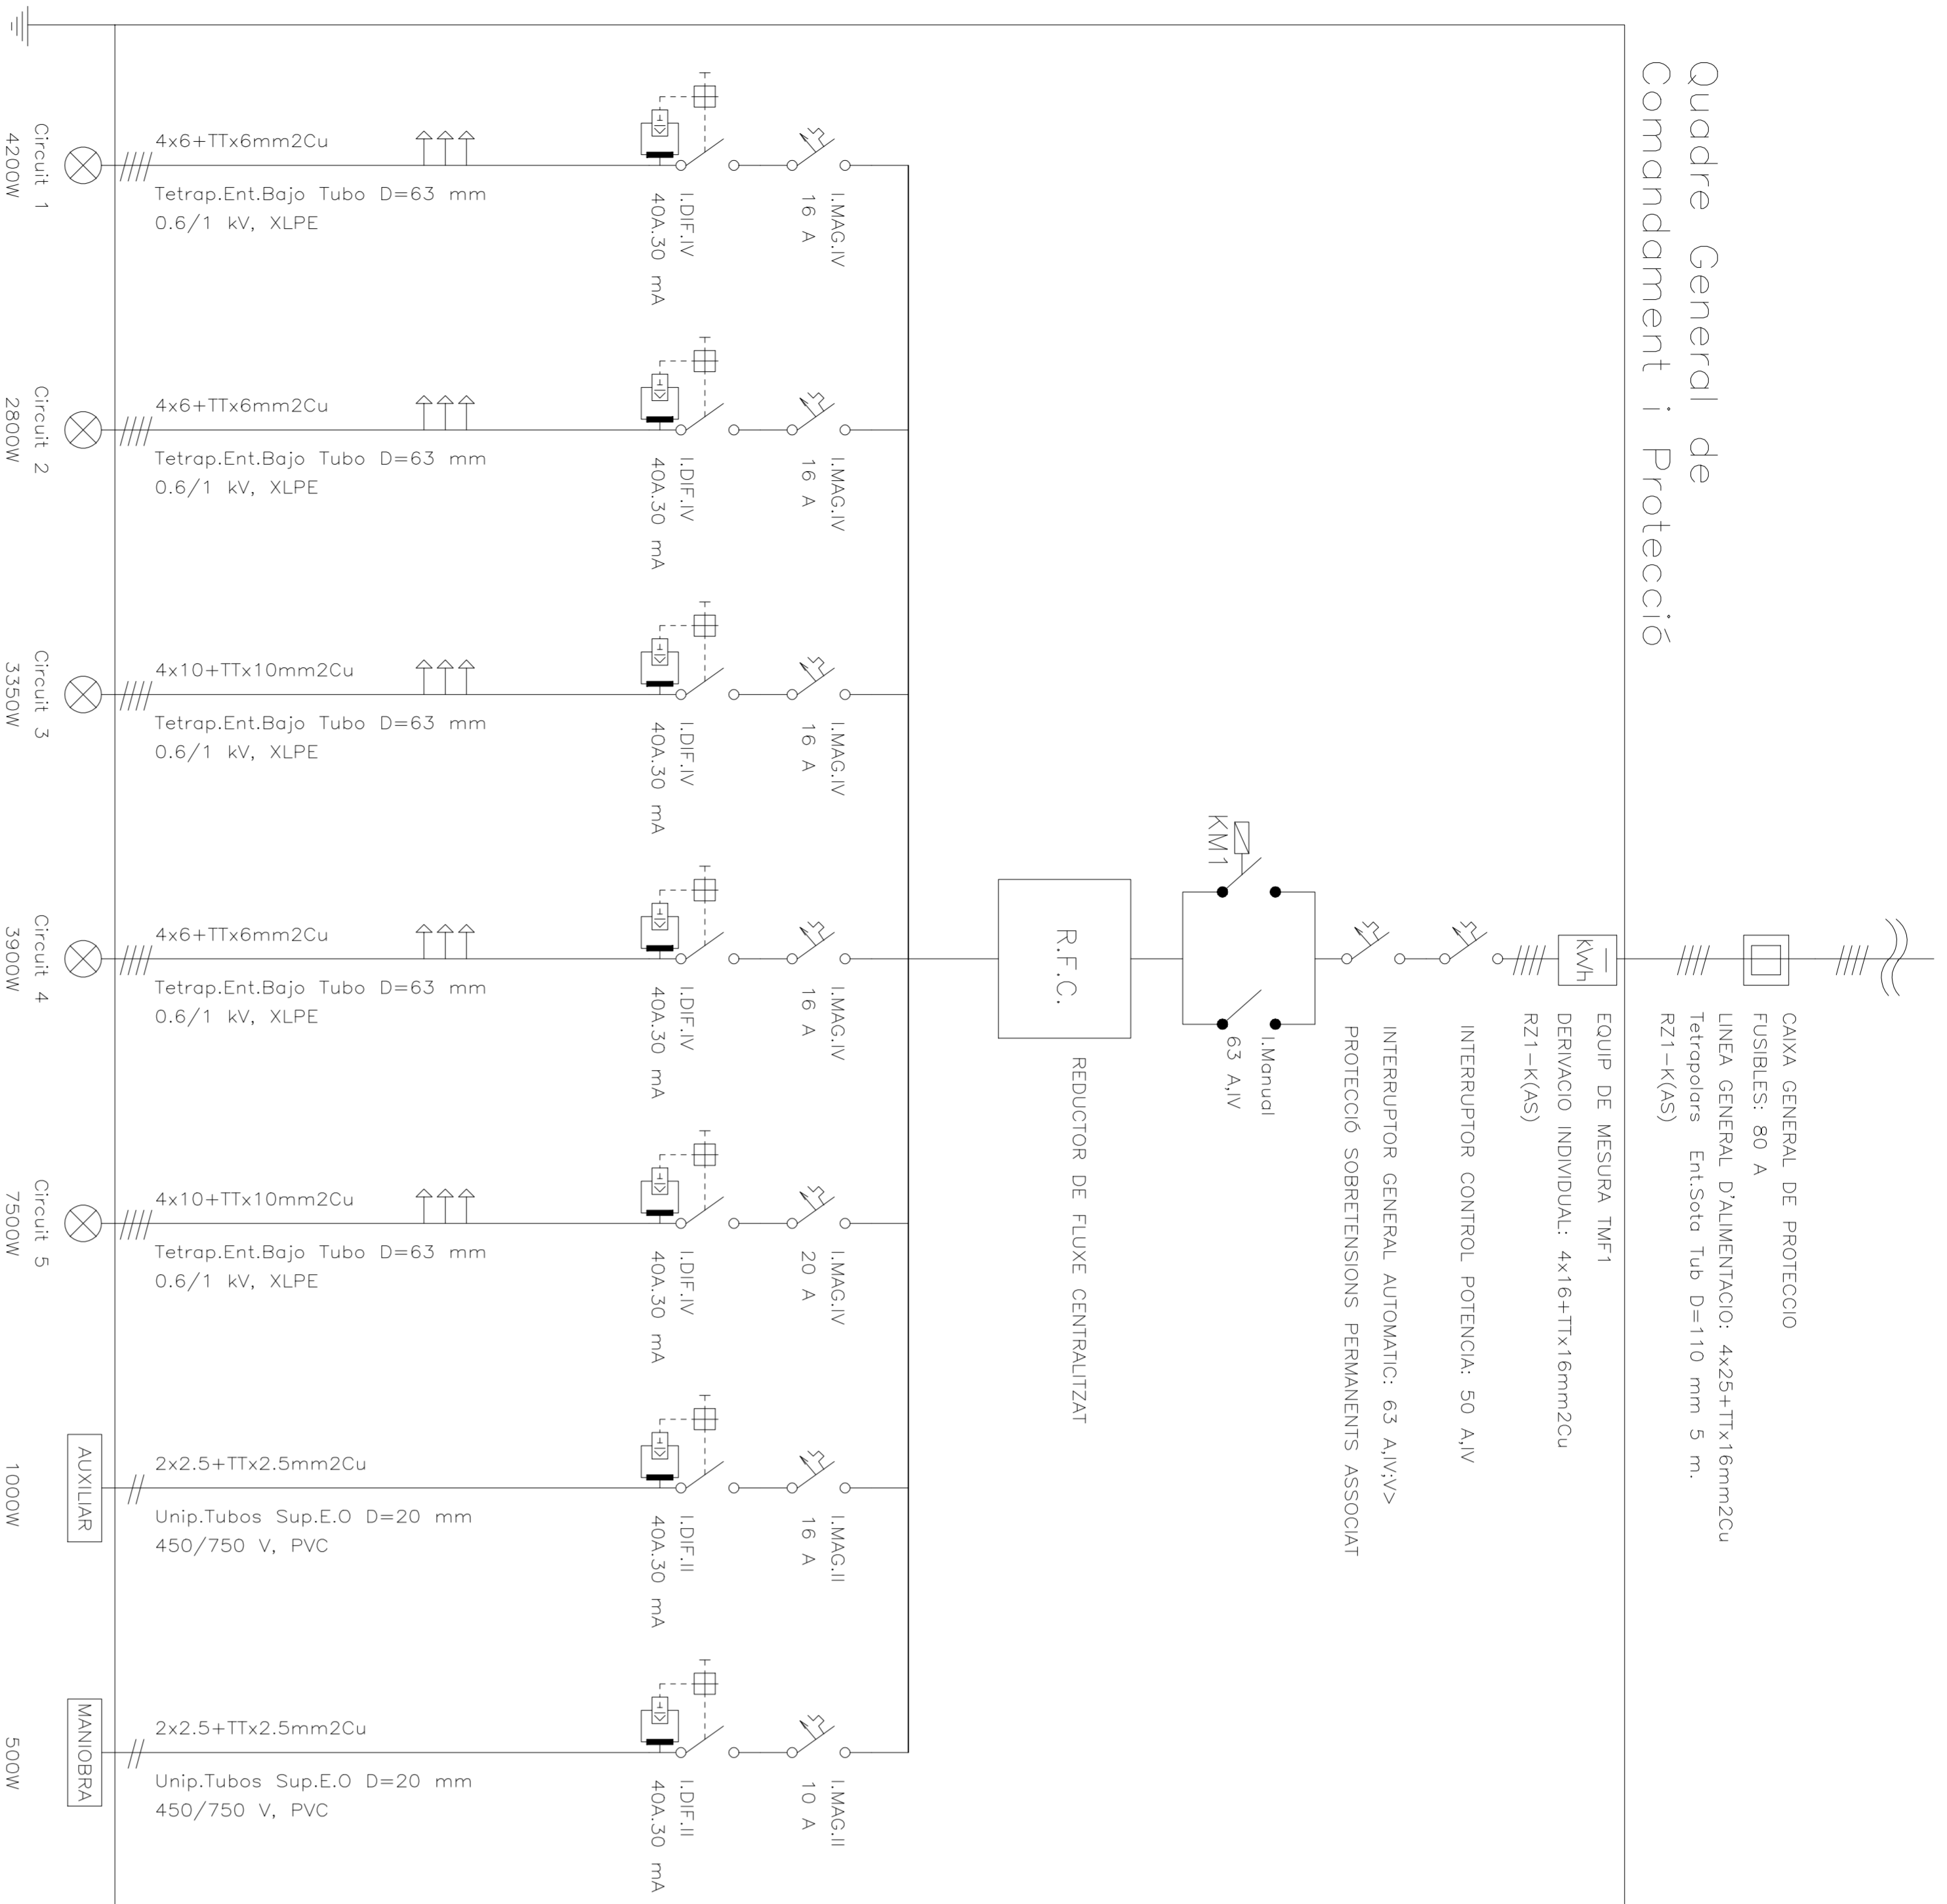 Quadre General de
Comandament i Protecció
CAIXA GENERAL DE PROTECCIO
FUSIBLES: 80 A
LINEA GENERAL D'ALIMENTACIO: 4x25+TTx16mm2Cu
Tetrapolars Ent.Sota Tub D=110 mm 5 m.
RZ1-K(AS)
KWh
EQUIP DE MESURA TMF1
DERIVACIO INDIVIDUAL: 4x16+TTx16mm2Cu
RZ1-K(AS)
INTERRUPTOR CONTROL POTENCIA: 50 A,IV
INTERRUPTOR GENERAL AUTOMATIC: 63 A,IV;V>
PROTECCIÓ SOBRETENSIONS PERMANENTS ASSOCIAT
KM1
I.Manual
63 A,IV
R.F.C.
REDUCTOR DE FLUXE CENTRALITZAT
I.MAG.IV
16 A
I.DIF.IV
40A.30 mA
4x6+TTx6mm2Cu
Tetrap.Ent.Bajo Tubo D=63 mm
0.6/1 kV, XLPE
Circuit 1
4200W
I.MAG.IV
16 A
I.DIF.IV
40A.30 mA
4x6+TTx6mm2Cu
Tetrap.Ent.Bajo Tubo D=63 mm
0.6/1 kV, XLPE
Circuit 2
2800W
I.MAG.IV
16 A
I.DIF.IV
40A.30 mA
4x10+TTx10mm2Cu
Tetrap.Ent.Bajo Tubo D=63 mm
0.6/1 kV, XLPE
Circuit 3
3350W
I.MAG.IV
16 A
I.DIF.IV
40A.30 mA
4x6+TTx6mm2Cu
Tetrap.Ent.Bajo Tubo D=63 mm
0.6/1 kV, XLPE
Circuit 4
3900W
I.MAG.IV
20 A
I.DIF.IV
40A.30 mA
4x10+TTx10mm2Cu
Tetrap.Ent.Bajo Tubo D=63 mm
0.6/1 kV, XLPE
Circuit 5
7500W
I.MAG.II
16 A
I.DIF.II
40A.30 mA
2x2.5+TTx2.5mm2Cu
Unip.Tubos Sup.E.O D=20 mm
450/750 V, PVC
AUXILIAR
1000W
I.MAG.II
10 A
I.DIF.II
40A.30 mA
2x2.5+TTx2.5mm2Cu
Unip.Tubos Sup.E.O D=20 mm
450/750 V, PVC
MANIOBRA
500W